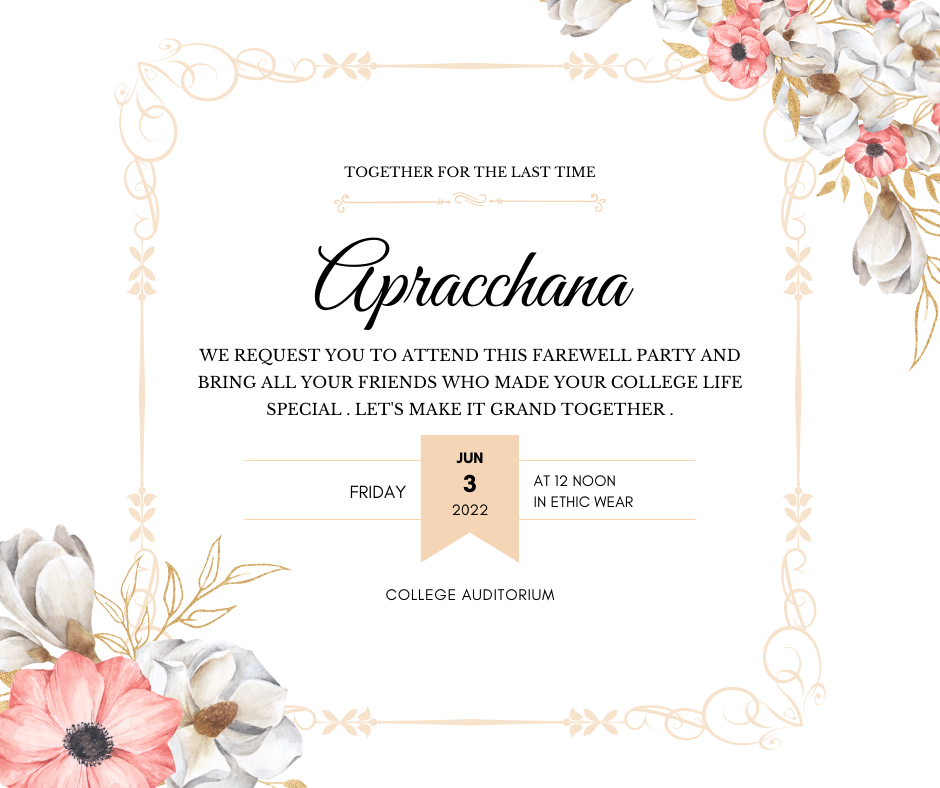 TOGETHER FOR THE LAST TIME
Apracchana
WE REQUEST YOU TO ATTEND THIS FAREWELL PARTY AND
BRING ALL YOUR FRIENDS WHO MADE YOUR COLLEGE LIFE
SPECIAL . LET'S MAKE IT GRAND TOGETHER .
FRIDAY
JUN
3
2022
AT 12 NOON
IN ETHIC WEAR
COLLEGE AUDITORIUM